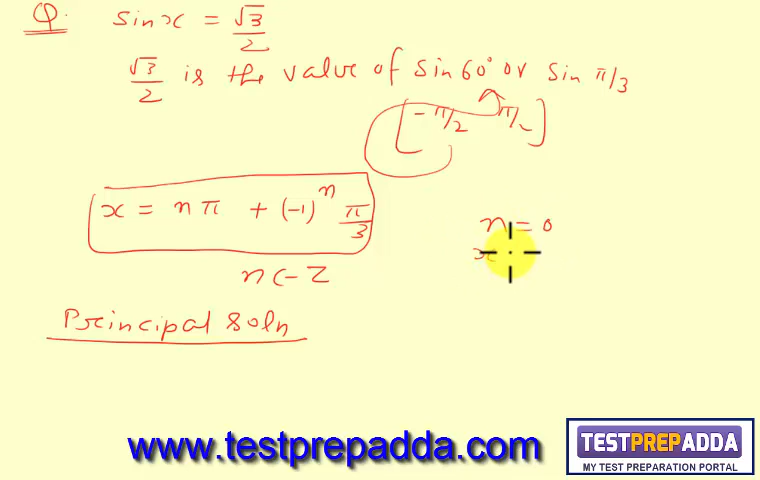 Q. sin x = √3/2
√3/2 is the value of sin 60° or sin π/3
[-π/2 π/2]
x = nπ + (-1)^n π/3
n ∈ Z
n = 0
x
Principal soln
www.testprepadda.com
TESTPREPADDA
MY TEST PREPARATION PORTAL